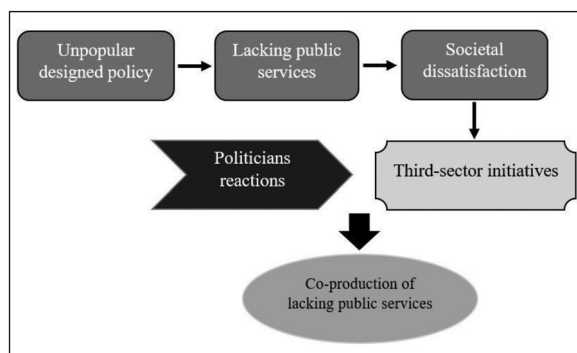 Unpopular
designed policy
Lacking public
services
Societal
dissatisfaction
Politicians
reactions
Third-sector initiatives
Co-production of
lacking public services